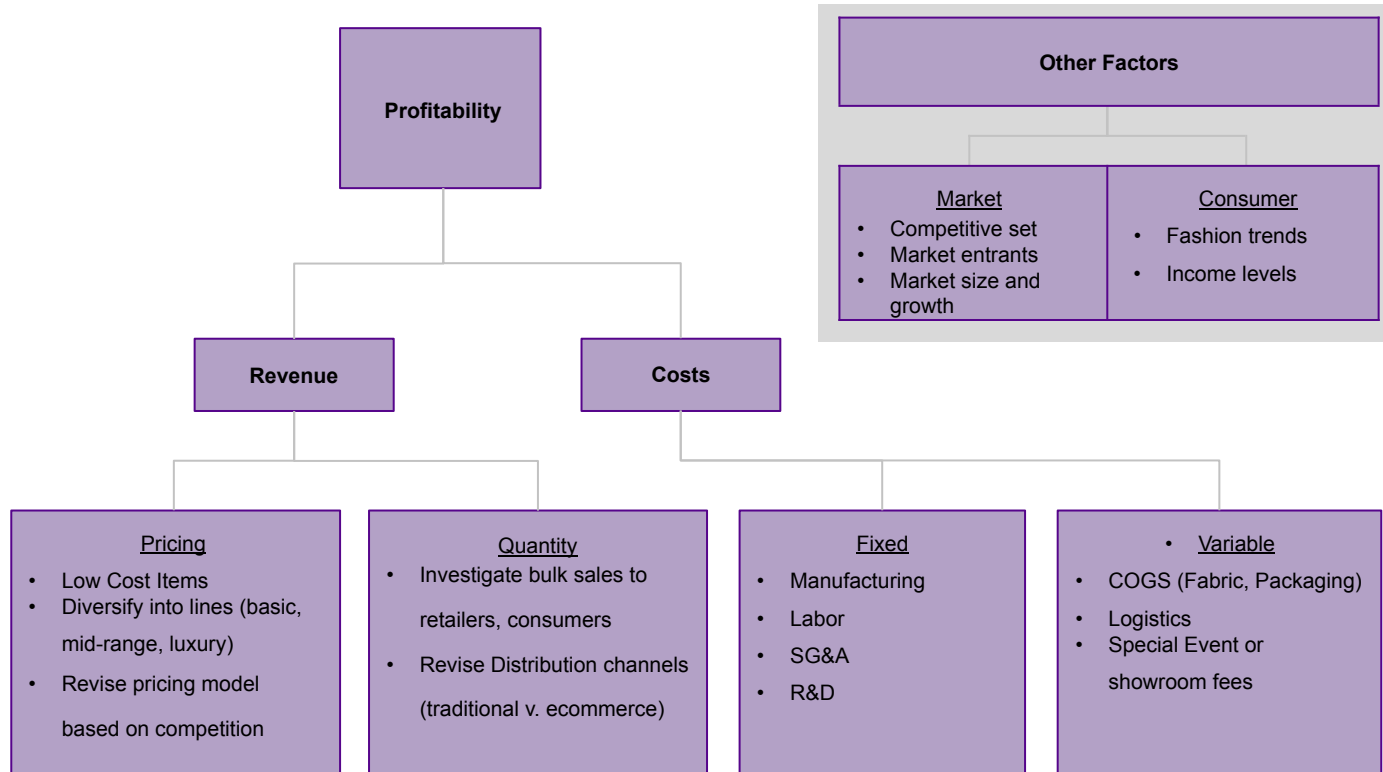 Profitability
Other Factors
Market
• Competitive set
• Market entrants
• Market size and
growth
Consumer
• Fashion trends
• Income levels
Revenue
Costs
Pricing
• Low Cost Items
• Diversify into lines (basic,
mid-range, luxury)
• Revise pricing model
based on competition
Quantity
• Investigate bulk sales to
retailers, consumers
• Revise Distribution channels
(traditional v. ecommerce)
Fixed
• Manufacturing
• Labor
• SG&A
• R&D
• Variable
• COGS (Fabric, Packaging)
• Logistics
• Special Event or
showroom fees